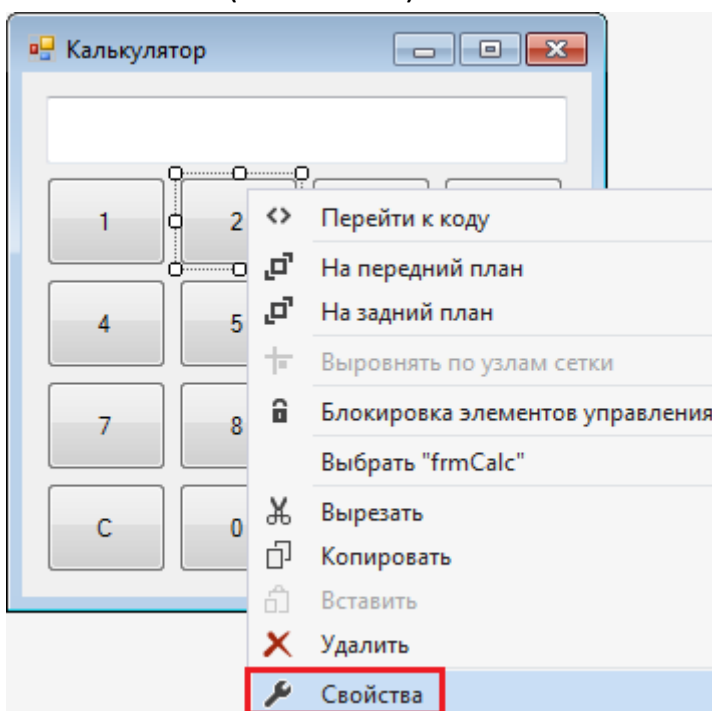 Калькулятор
1
2
Перейти к коду
На передний план
4
5
На задний план
Выровнять по узлам сетки
7
8
Блокировка элементов управления
Выбрать "frmCalc"
C
0
Вырезать
Копировать
Вставить
Удалить
Свойства